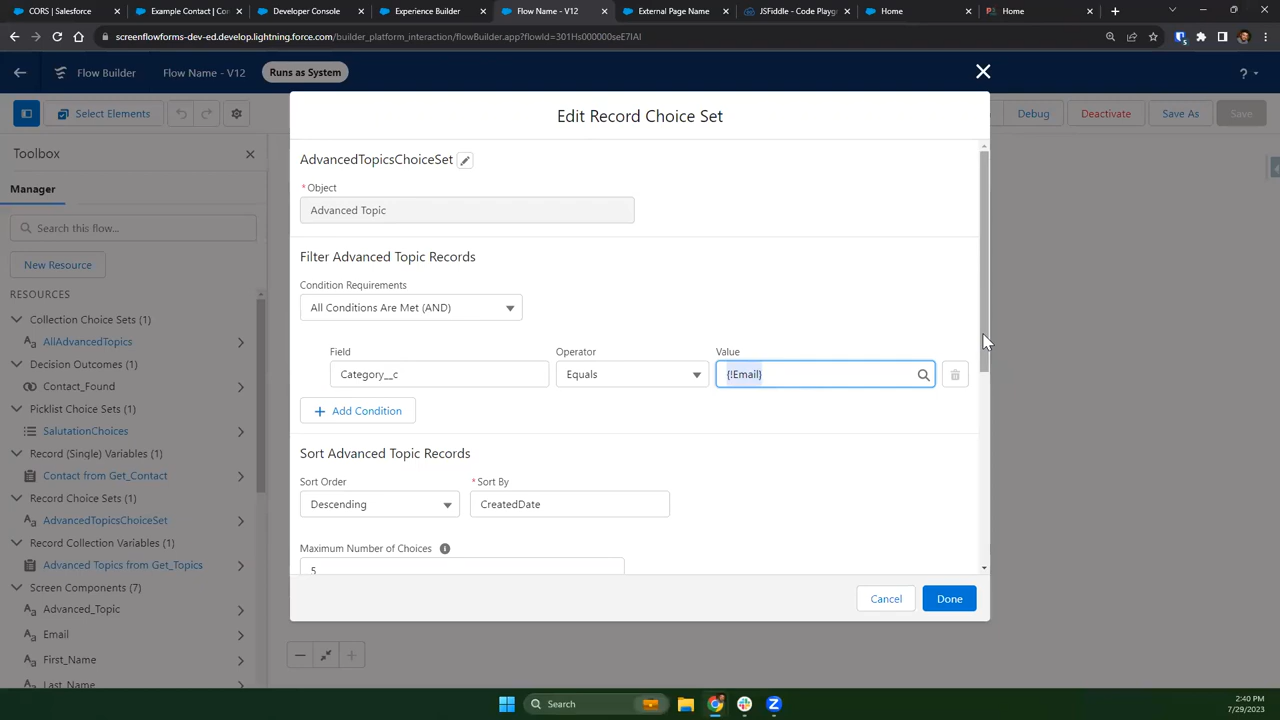 CORS | Salesforce
Example Contact | Con
Developer Console
Experience Builder
Flow Name - V12
External Page Name
JSFiddle - Code Playgr
Home
Home
screenflowforms-dev-ed.develop.lightning.force.com/builder_platform_interaction/flowBuilder.app?flowId=301Hs000000seE7IAI
Flow Builder
Flow Name - V12
Runs as System
?
Select Elements
Debug
Deactivate
Save As
Save
Toolbox
Manager
Search this flow...
New Resource
RESOURCES
Collection Choice Sets (1)
AllAdvancedTopics
Decision Outcomes (1)
Contact_Found
Picklist Choice Sets (1)
SalutationChoices
Record (Single) Variables (1)
Contact from Get_Contact
Record Choice Sets (1)
AdvancedTopicsChoiceSet
Record Collection Variables (1)
Advanced Topics from Get_Topics
Screen Components (7)
Advanced_Topic
Email
First_Name
Last_Name
Edit Record Choice Set
AdvancedTopicsChoiceSet
* Object
Advanced Topic
Filter Advanced Topic Records
Condition Requirements
All Conditions Are Met (AND)
Field
Operator
Value
Category__c
Equals
{!Email}
+ Add Condition
Sort Advanced Topic Records
Sort Order
* Sort By
Descending
CreatedDate
Maximum Number of Choices
5
Cancel
Done
Search
2:40 PM
7/29/2023